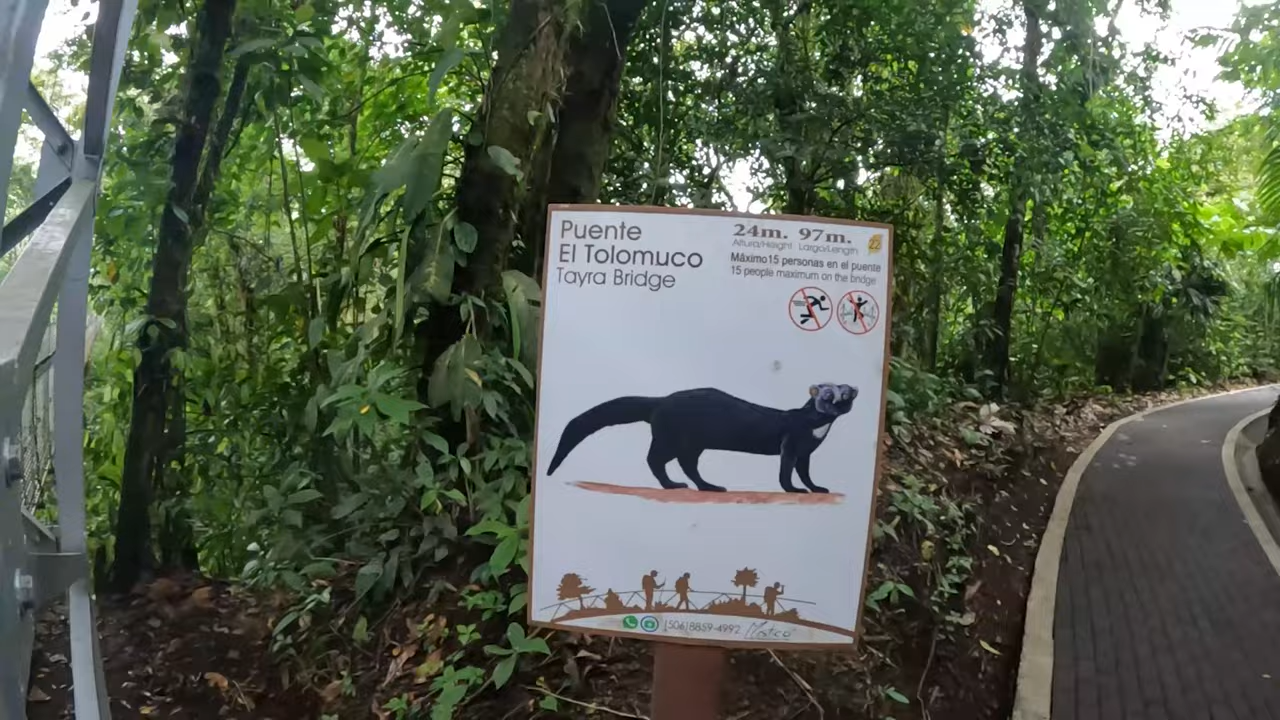 Puente
El Tolomuco
Tayra Bridge
24m. 97m.
Altura/Height Largo/Length
22
Máximo 15 personas en el puente
15 people maximum on the bridge
(506) 8859-4992